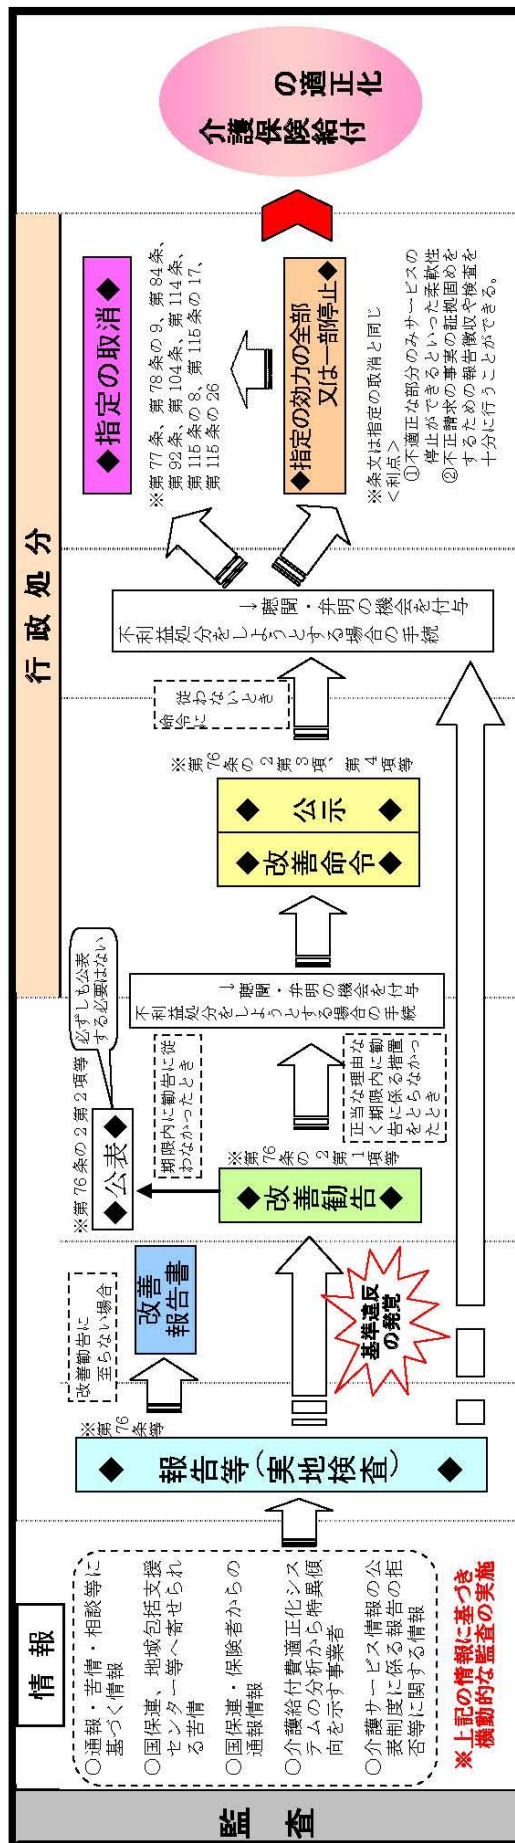 監査
情報
○通報・苦情・相談等に
基づく情報
○国保連、地域包括支援
センター等へ寄せられ
る苦情
○国保連・保険者からの
通報情報
○介護給付費適正化シス
テムの分析から特異傾
向を示す事業者
○介護サービス情報の公
表制度に係る報告の拒
否等に関する情報
※上記の情報に基づき
機動的な監査の実施
※第76
条等
◆ 報告等(実地検査) ◆
改善勧告に
至らない場合
改善
報告書
基準違反
の発覚
※第76条の2第2項等
◆公表◆
必ずしも公表
する必要はない
※第76
条の2第1項等
◆改善勧告◆
期限内に勧告に従
わなかったとき
正当な理由な
く期限内に勧
告に係る措置
をとらなかっ
たとき
不利益処分をしようとする場合の手続
→聴聞・弁明の機会を付与
行政処分
◆改善命令◆
◆ 公示 ◆
※第76
条の2第3項、第4項等
命令に
従わないとき
不利益処分をしようとする場合の手続
→聴聞・弁明の機会を付与
◆指定の取消◆
※第77条、第78条の9、第84条、
第92条、第104条、第114条、
第115条の8、第115条の17、
第115条の26
◆指定の効力の全部
又は一部停止◆
※条文は指定の取消と同じ
<利点>
①不適正な部分のみサービスの
停止ができるといった柔軟性
②不正請求の事実の証拠固めを
するための報告徴収や検査を
十分に行うことができる。
介護保険給付
の適正化